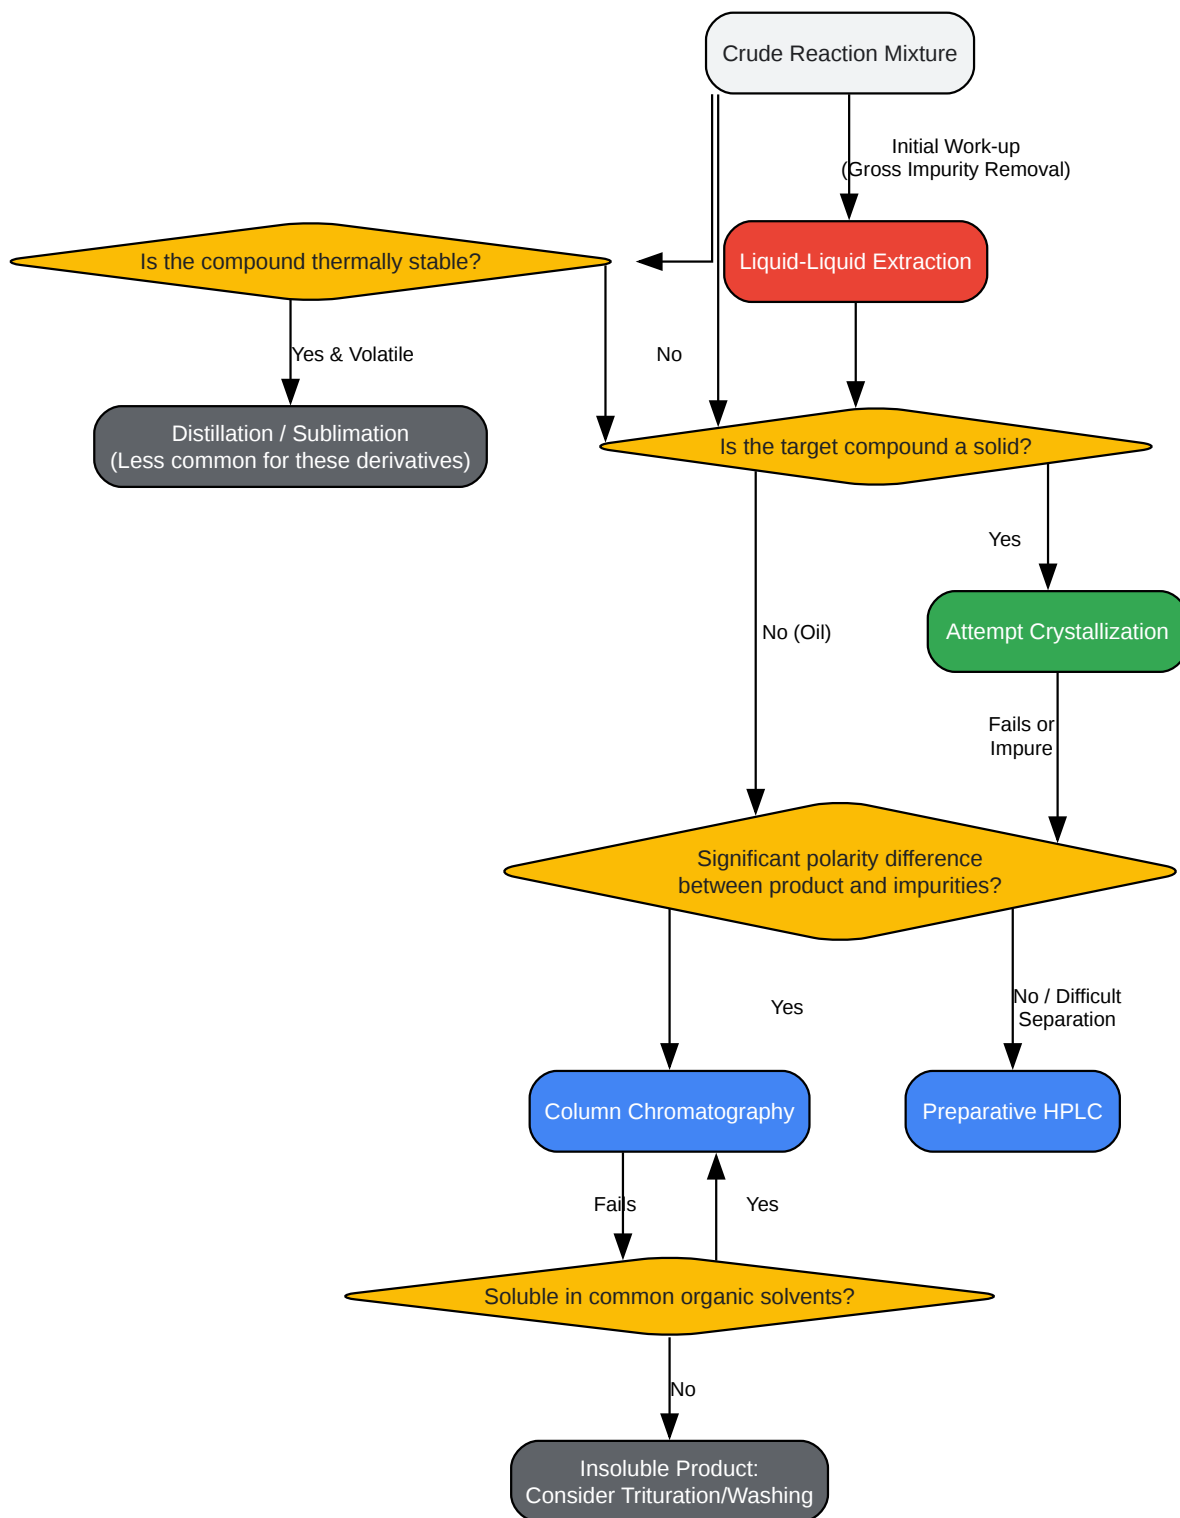 Crude Reaction Mixture
Initial Work-up
(Gross Impurity Removal)
Is the compound thermally stable?
Liquid-Liquid Extraction
Yes & Volatile
No
Distillation / Sublimation
(Less common for these derivatives)
Is the target compound a solid?
Yes
No (Oil)
Attempt Crystallization
Fails or
Impure
Significant polarity difference
between product and impurities?
Yes
No / Difficult
Separation
Column Chromatography
Preparative HPLC
Fails
Yes
Soluble in common organic solvents?
No
Insoluble Product:
Consider Trituration/Washing